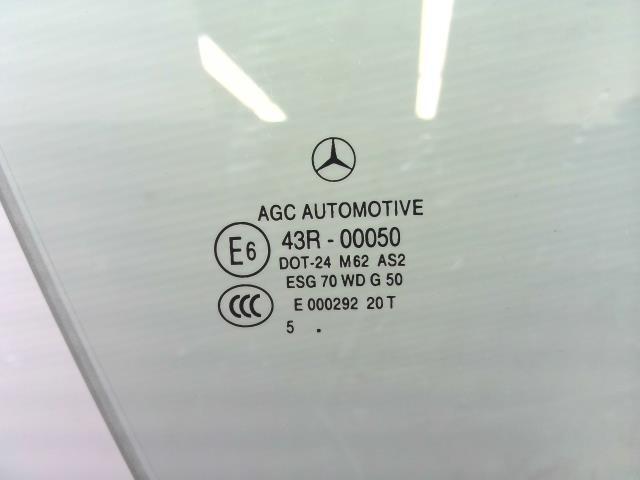 AGC AUTOMOTIVE
E6 43R - 00050
DOT-24 M62 AS2
ESG 70 WD G 50
CCC E 000292 20 T
5 .